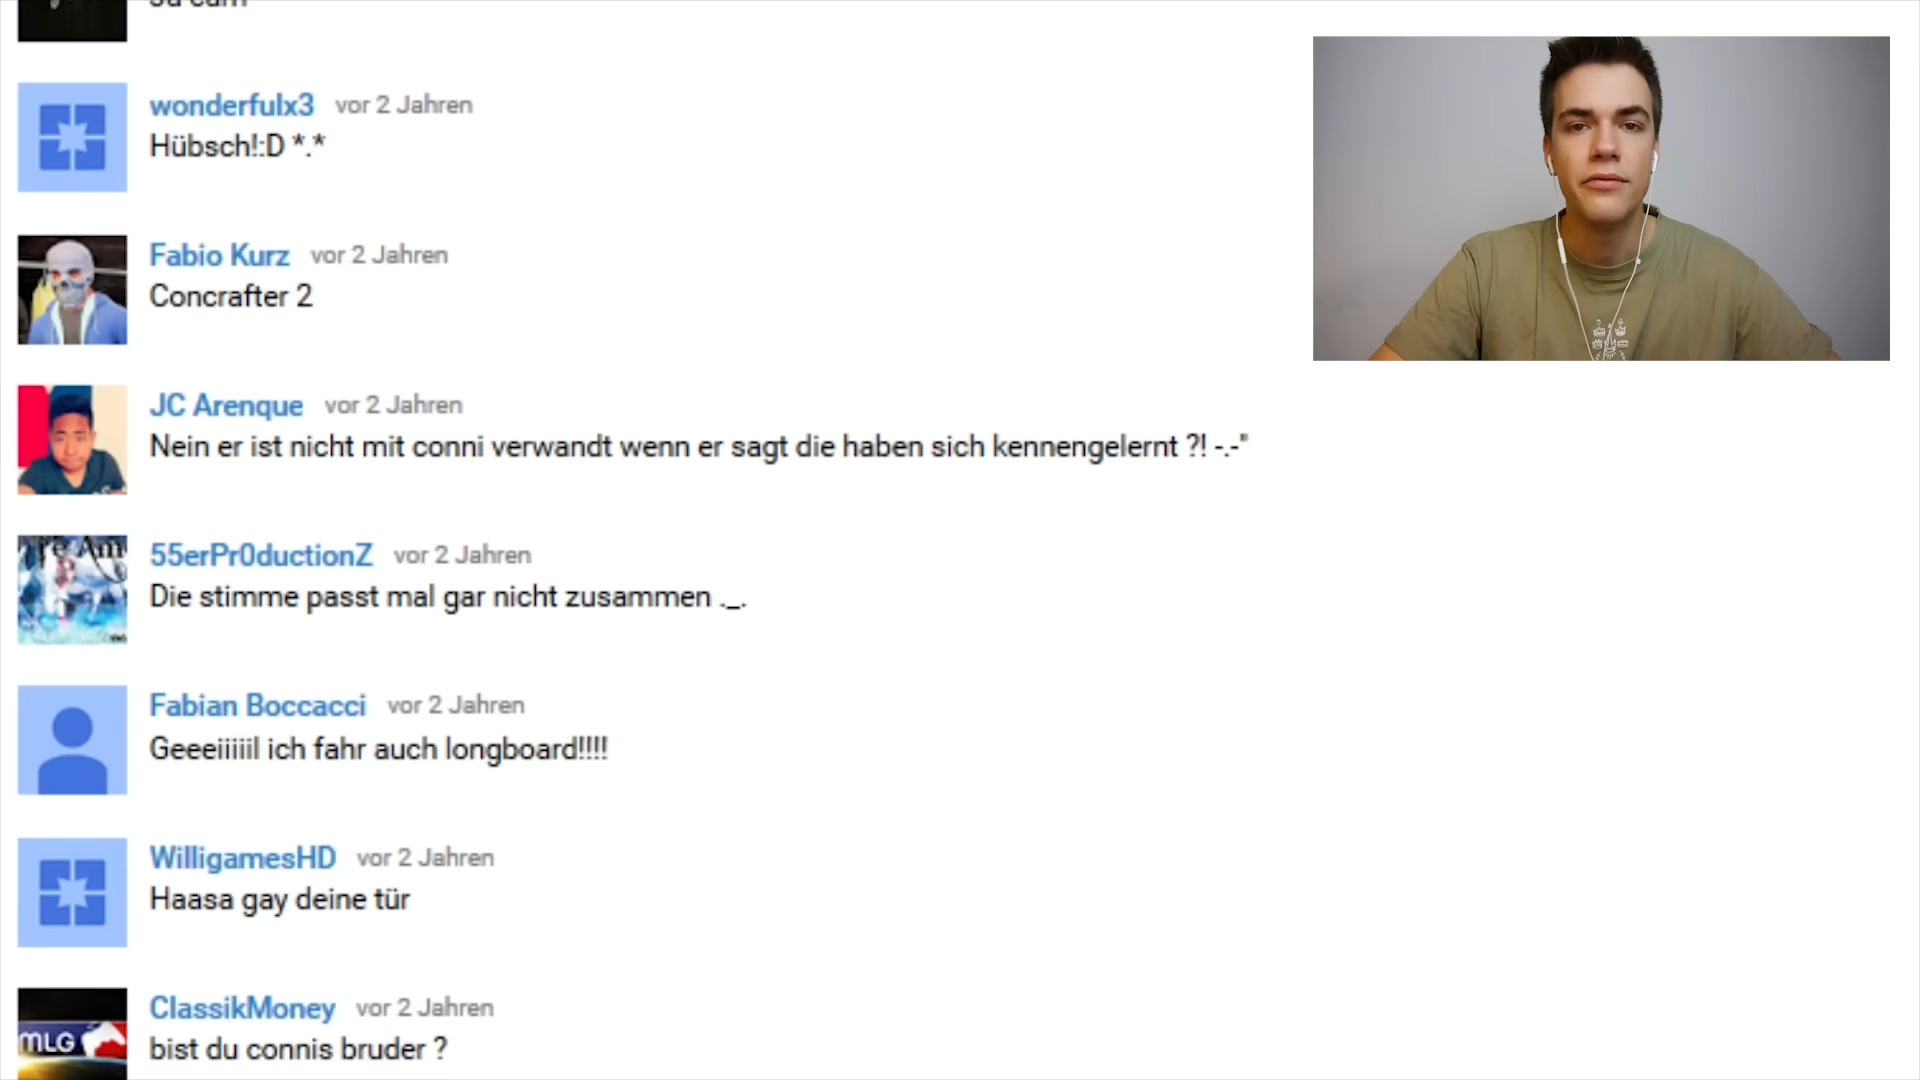 wonderfulx3 vor 2 Jahren
Hübsch!:D *.*
Fabio Kurz vor 2 Jahren
Concrafter 2
JC Arenque vor 2 Jahren
Nein er ist nicht mit conni verwandt wenn er sagt die haben sich kennengelernt ?! -.-"
55erPr0ductionZ vor 2 Jahren
Die stimme passt mal gar nicht zusammen ._.
Fabian Boccacci vor 2 Jahren
Geeeiiiiil ich fahr auch longboard!!!!
WilligamesHD vor 2 Jahren
Haasa gay deine tür
ClassikMoney vor 2 Jahren
MLG
bist du connis bruder ?